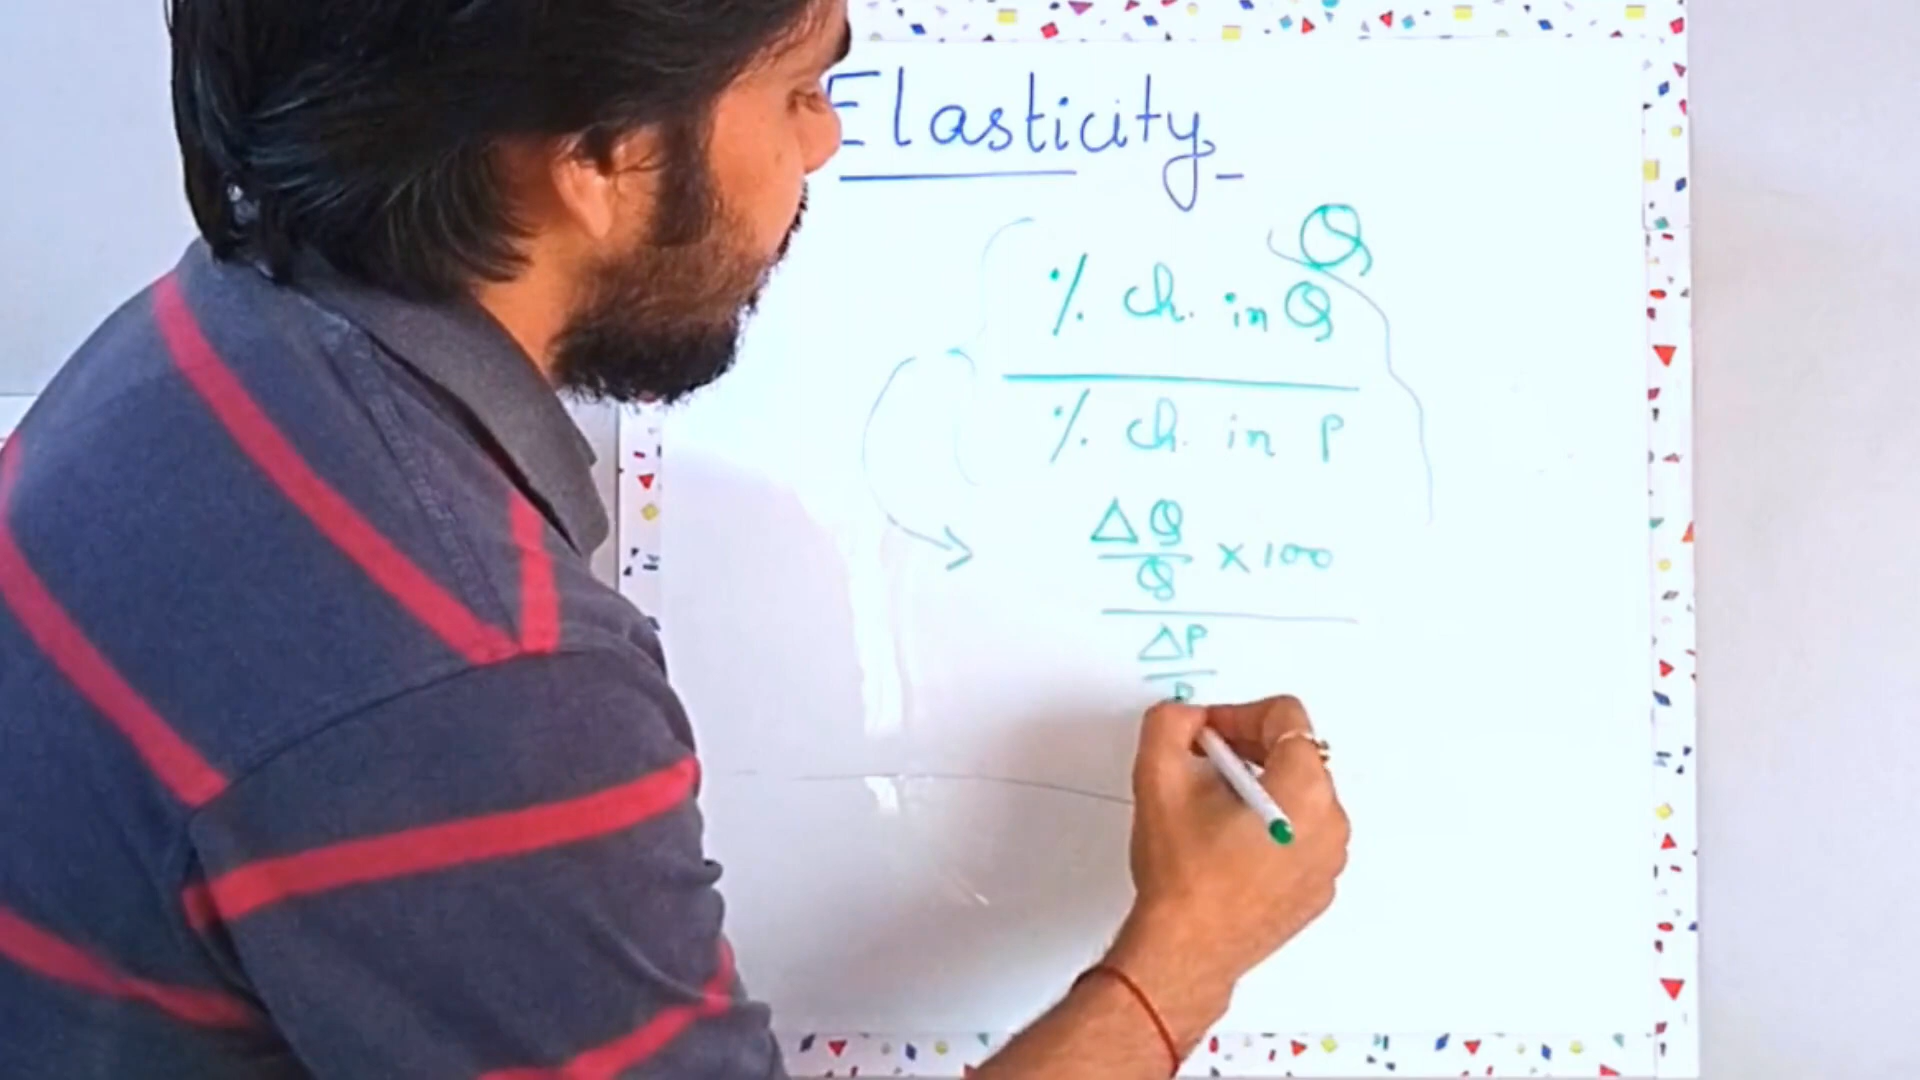 Elasticity
Q
% ch. in Q
% ch. in P
ΔQ
Q
× 100
ΔP
P